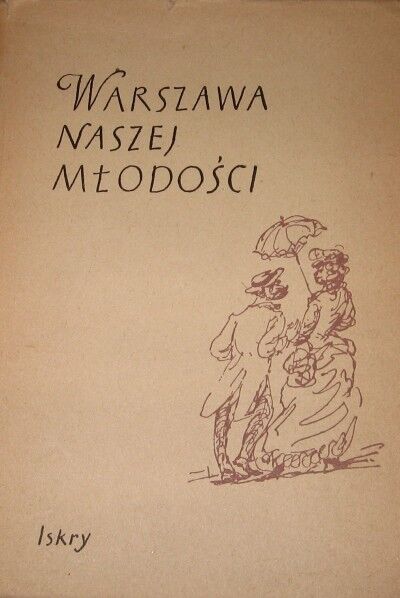 WARSZAWA
NASZEJ
MŁODOŚCI
Iskry